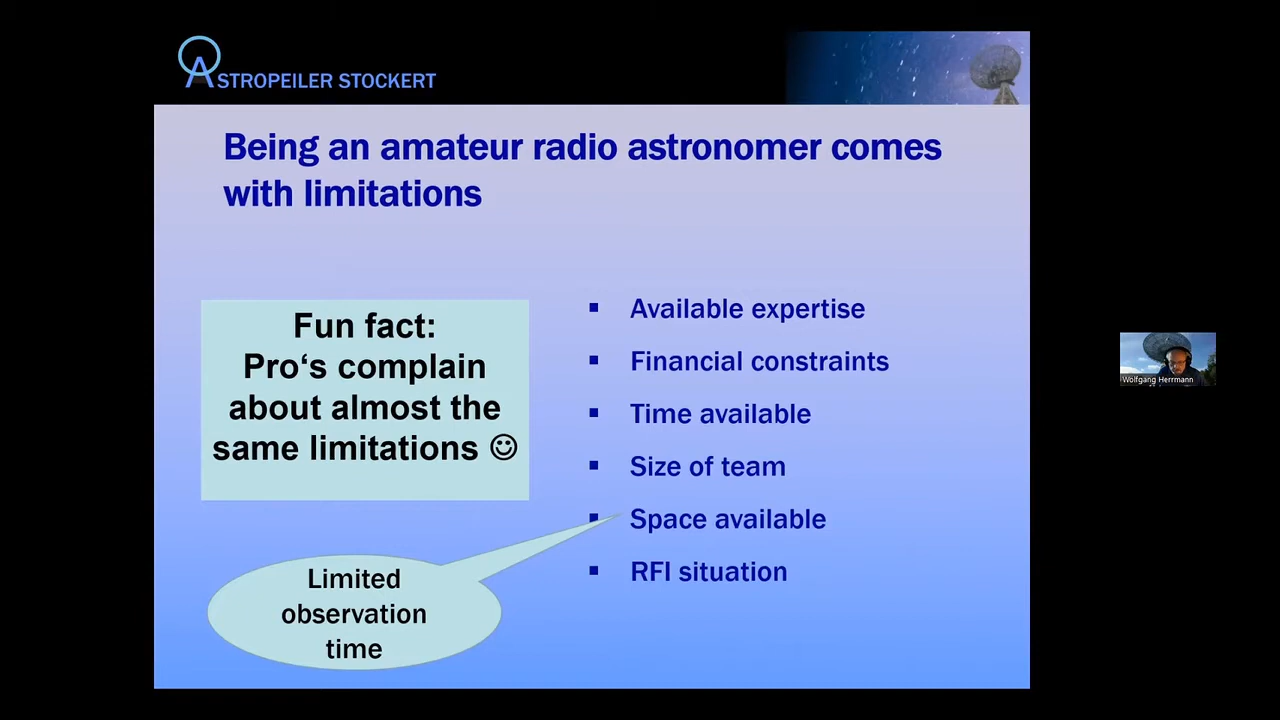 ASTROPEILER STOCKERT
Being an amateur radio astronomer comes
with limitations
Fun fact:
Pro‘s complain
about almost the
same limitations ☺
▪ Available expertise
▪ Financial constraints
▪ Time available
▪ Size of team
▪ Space available
▪ RFI situation
Limited
observation
time
Wolfgang Herrmann